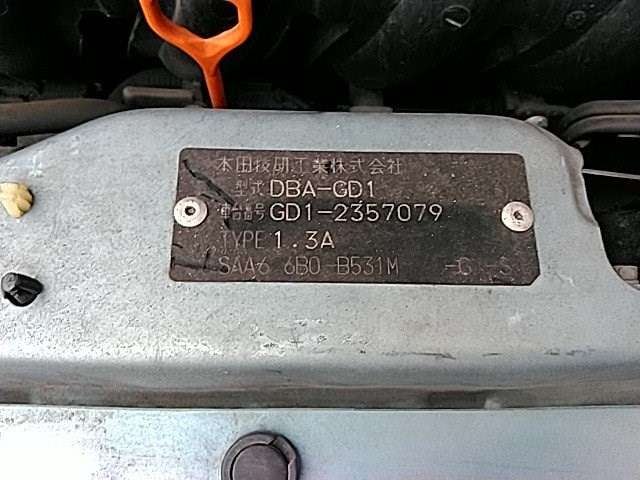 本田技研工業株式会社
型式 DBA-GD1
車台番号 GD1-2357079
TYPE 1.3A
SAA6 6B0-B531M -C -S